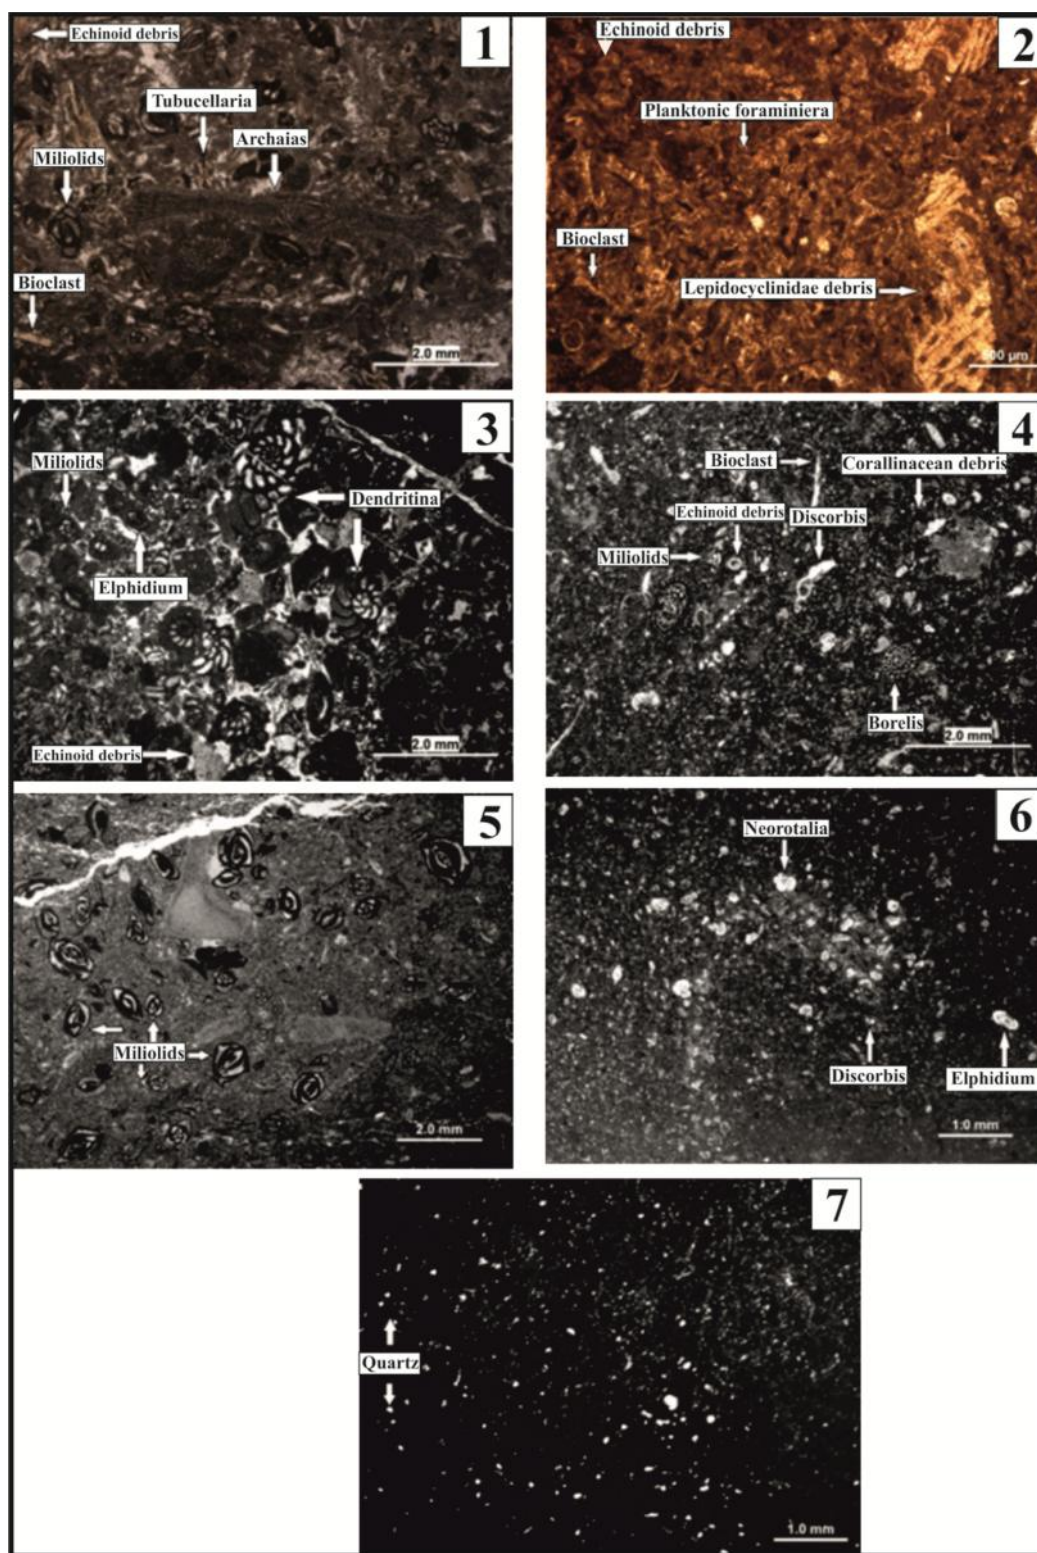 Echinoid debris
1
Tubucellaria
Archaias
Miliolids
Bioclast
2.0 mm
Echinoid debris
2
Planktonic foraminiera
Bioclast
Lepidocyclinidae debris
500 µm
3
Miliolids
Dendritina
Elphidium
Echinoid debris
2.0 mm
4
Bioclast
Corallinacean debris
Echinoid debris
Discorbis
Miliolids
Borelis
2.0 mm
5
Miliolids
2.0 mm
Neorotalia
6
Discorbis
Elphidium
1.0 mm
7
Quartz
1.0 mm